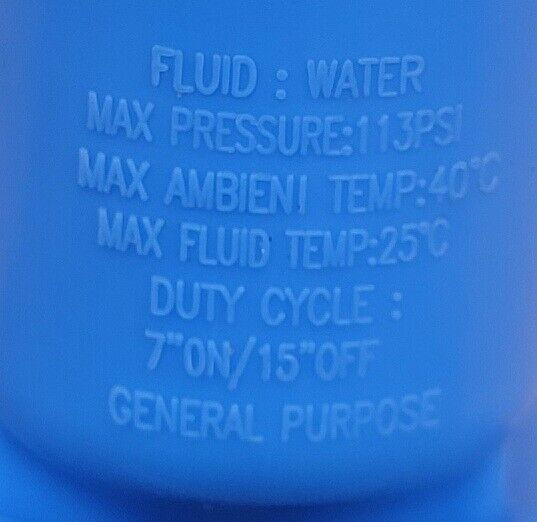 FLUID : WATER
MAX PRESSURE:113PSI
MAX AMBIENT TEMP:40°C
MAX FLUID TEMP:25°C
DUTY CYCLE :
7"ON/15"OFF
GENERAL PURPOSE